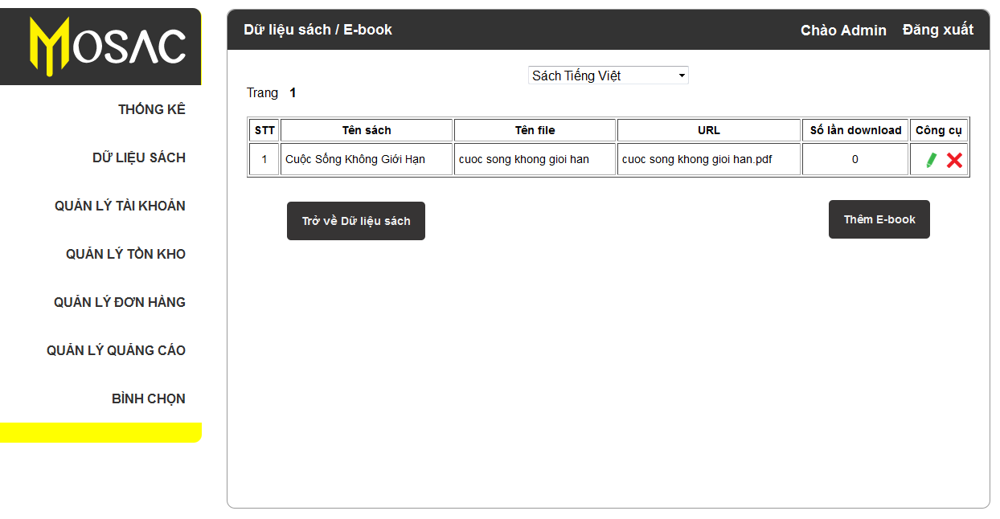 MOSAC
THỐNG KÊ
DỮ LIỆU SÁCH
QUẢN LÝ TÀI KHOẢN
QUẢN LÝ TỒN KHO
QUẢN LÝ ĐƠN HÀNG
QUẢN LÝ QUẢNG CÁO
BÌNH CHỌN
Dữ liệu sách / E-book
Chào Admin Đăng xuất
Sách Tiếng Việt
Trang 1
STT Tên sách Tên file URL Số lần download Công cụ
1 Cuộc Sống Không Giới Hạn cuoc song khong gioi han cuoc song khong gioi han.pdf 0
Trở về Dữ liệu sách Thêm E-book